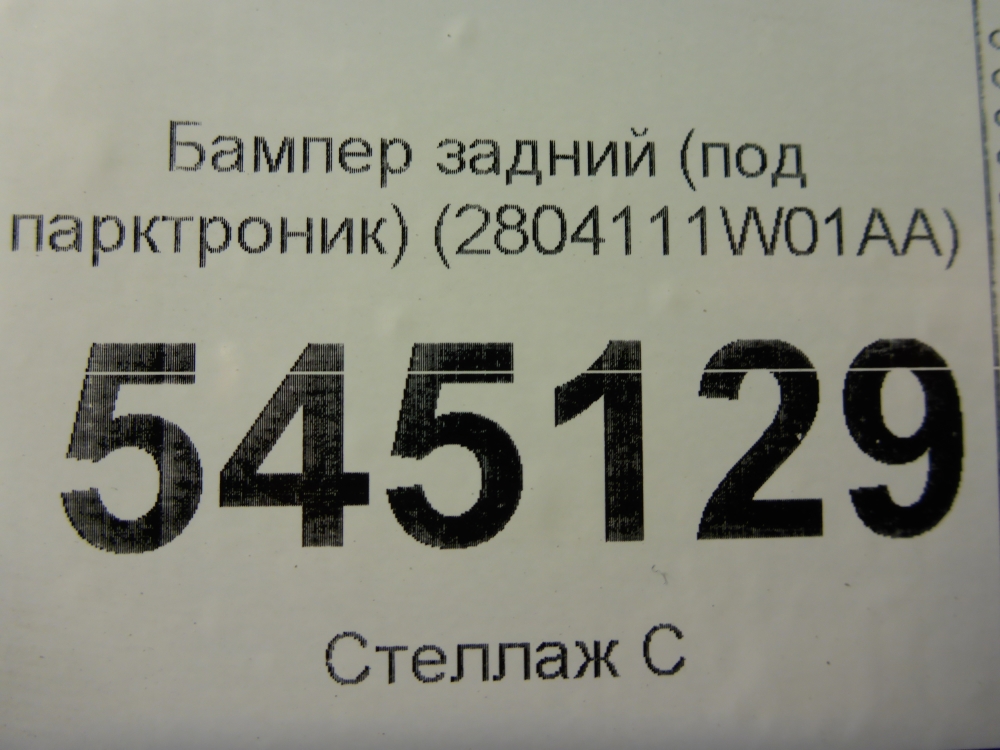 Бампер задний (под
парктроник) (2804111W01AA)
545129
Стеллаж С